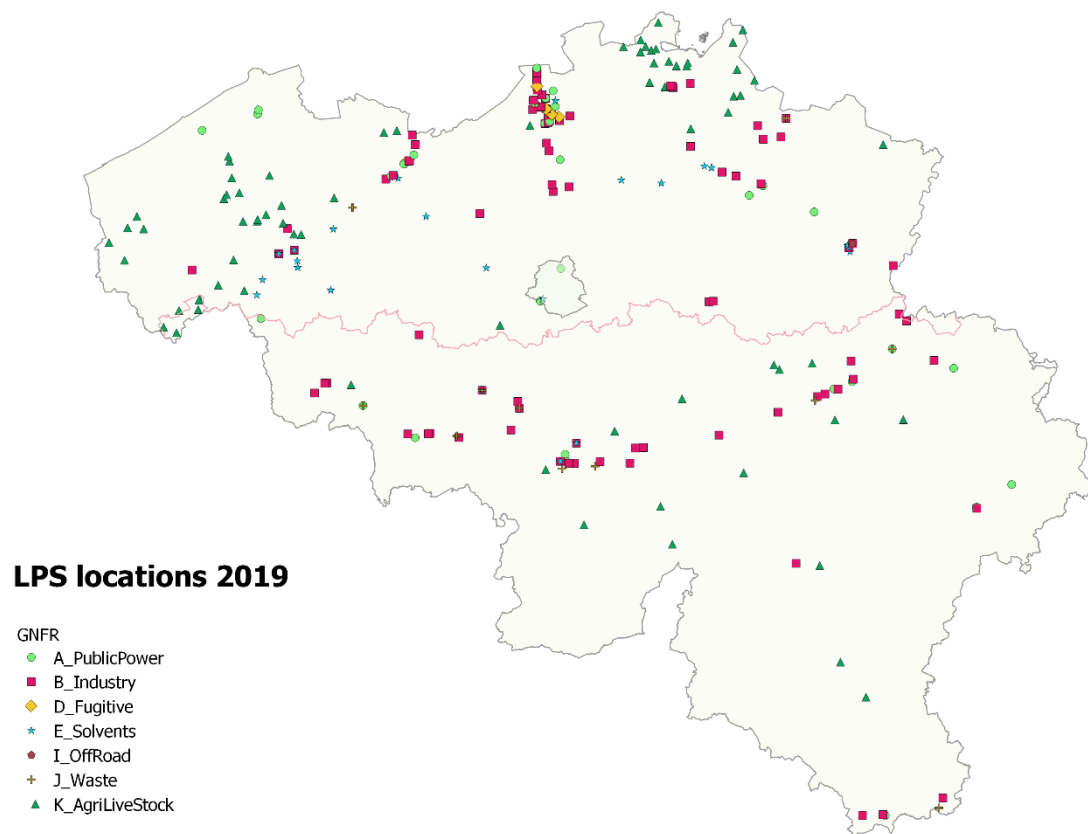 LPS locations 2019
GNFR
A_PublicPower
B_Industry
D_Fugitive
E_Solvents
I_OffRoad
J_Waste
K_AgriLiveStock